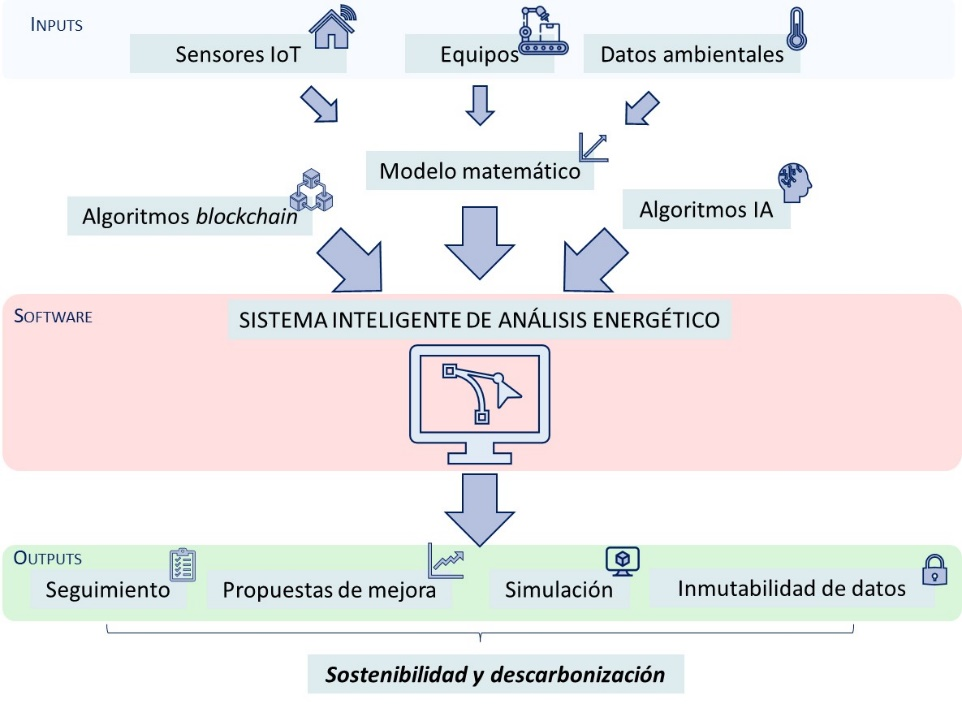 INPUTS
Sensores IoT
Equipos
Datos ambientales
Modelo matemático
Algoritmos blockchain
Algoritmos IA
SOFTWARE
SISTEMA INTELIGENTE DE ANÁLISIS ENERGÉTICO
OUTPUTS
Seguimiento
Propuestas de mejora
Simulación
Inmutabilidad de datos
Sostenibilidad y descarbonización